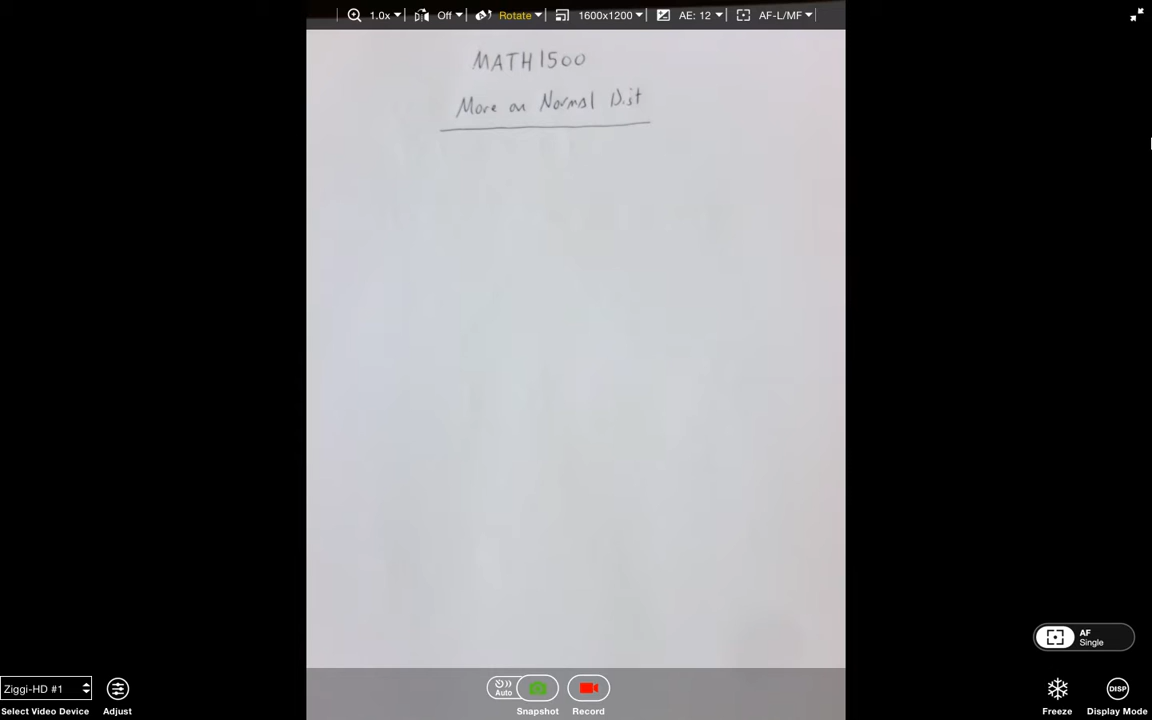 1.0x Off Rotate 1600x1200 AE: 12 AF-L/MF
MATH1500
More on Normal Dist
AF
Single
Ziggi-HD #1
Select Video Device
Adjust
Auto
Snapshot
Record
Freeze
DISP
Display Mode